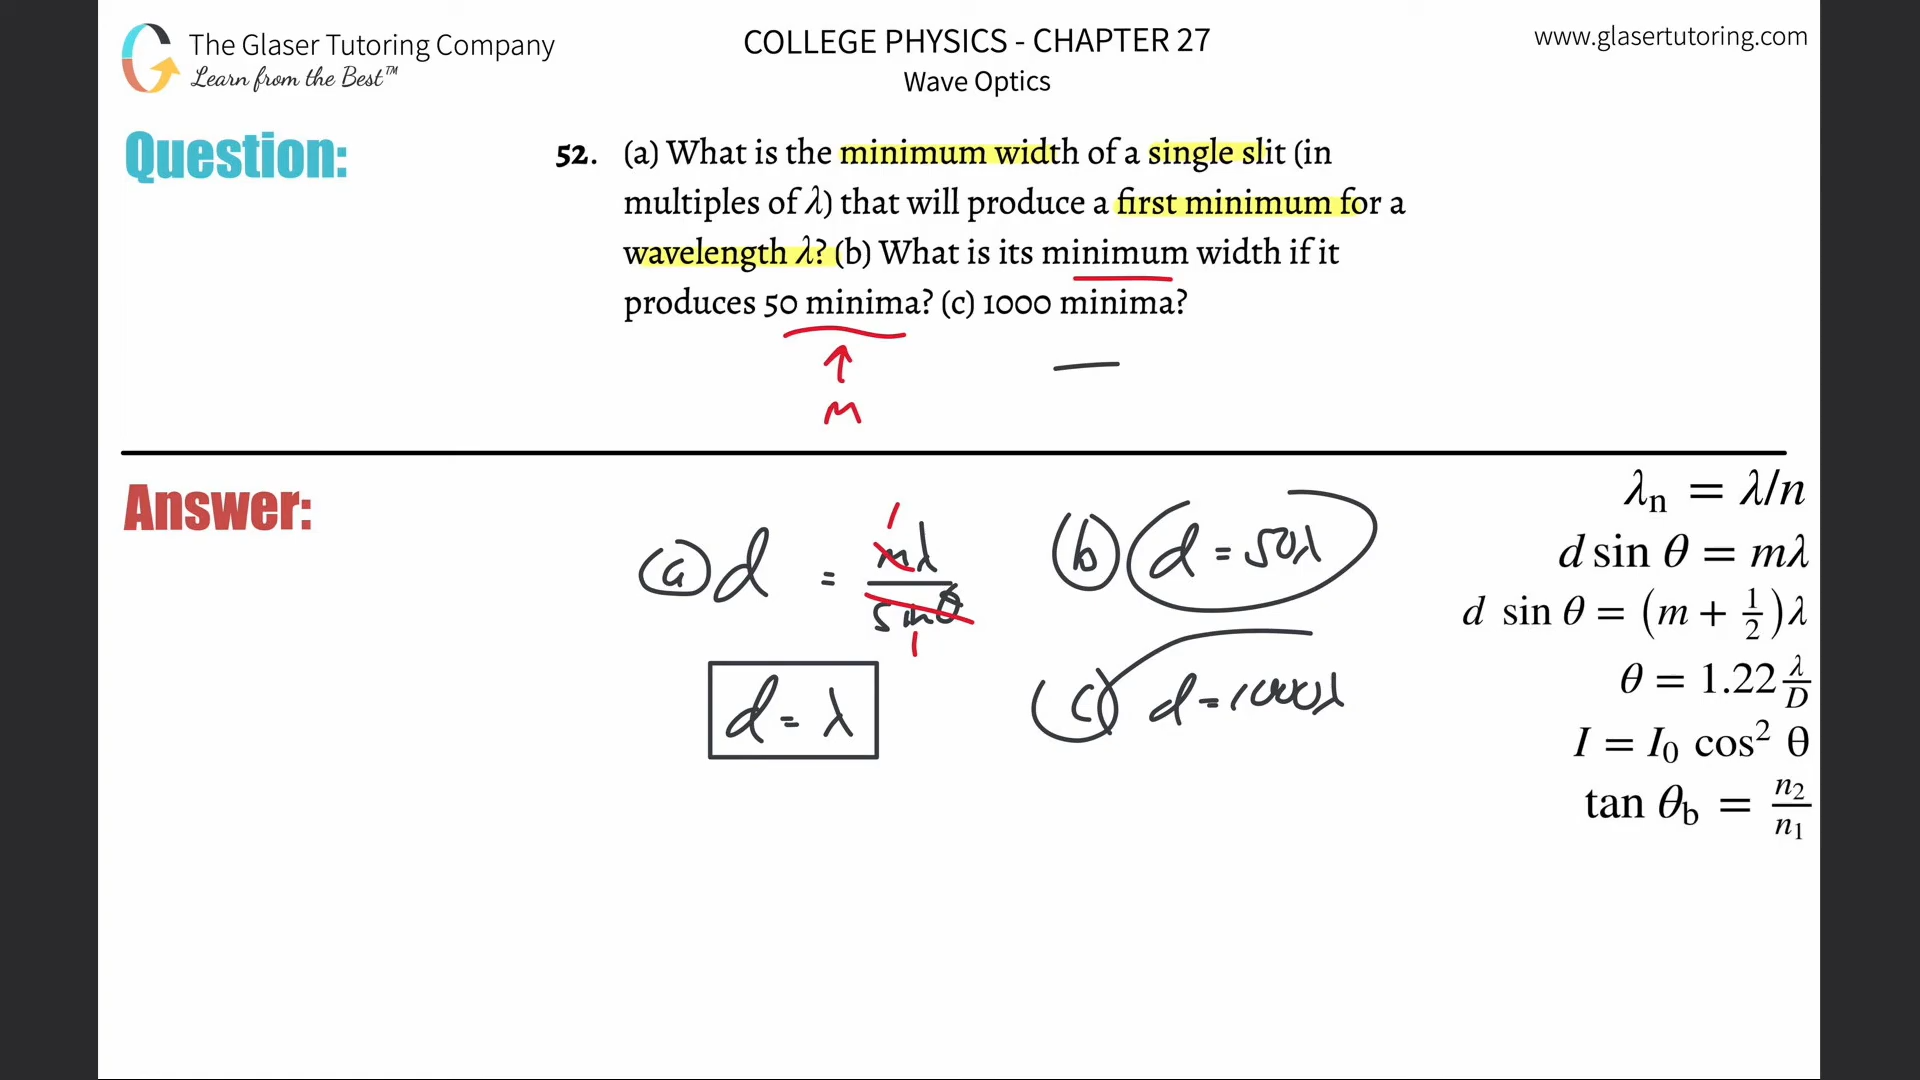 The Glaser Tutoring Company
Learn from the Best™
COLLEGE PHYSICS - CHAPTER 27
Wave Optics
www.glasertutoring.com
Question:
52. (a) What is the minimum width of a single slit (in
multiples of λ) that will produce a first minimum for a
wavelength λ? (b) What is its minimum width if it
produces 50 minima? (c) 1000 minima?
↑
m
Answer:
(a) d = mλ / sin θ
1
1
d = λ
(b) d = 50λ
(c) d = 1000λ
λn = λ/n
d sin θ = mλ
d sin θ = (m + 1/2)λ
θ = 1.22 λ/D
I = I0 cos² θ
tan θb = n2/n1